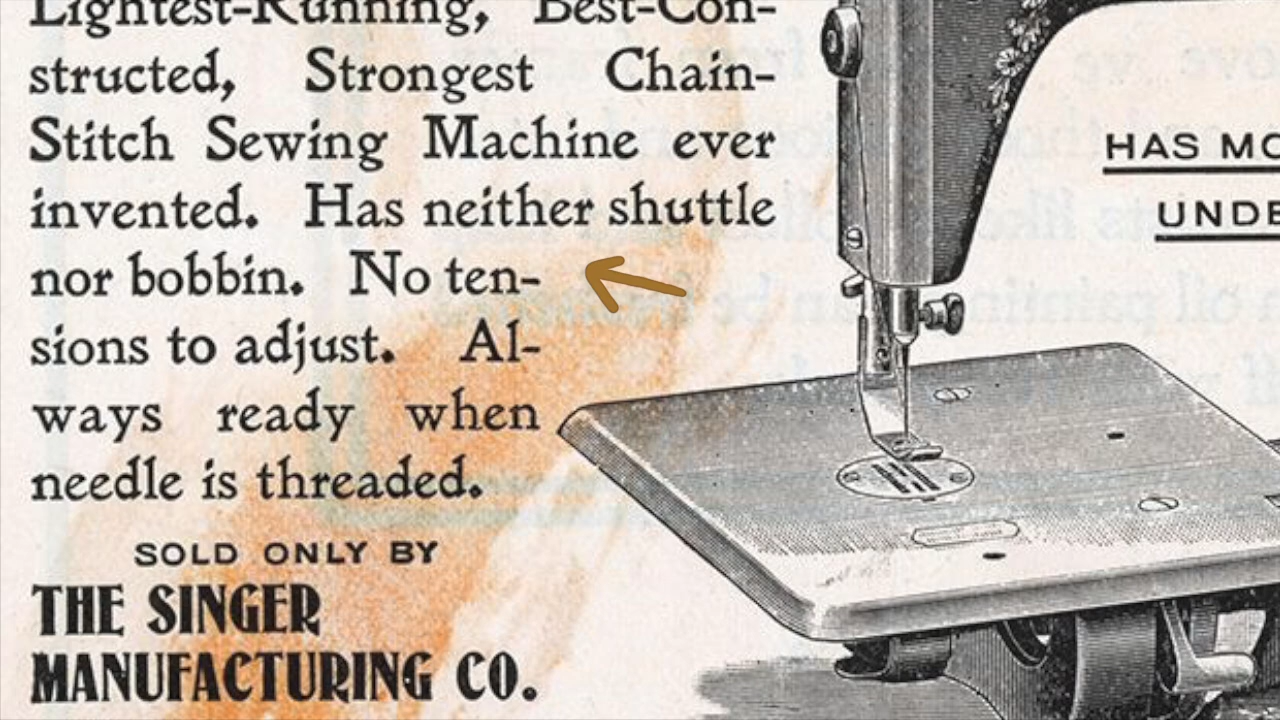 Lightest-Running, Best-Con-
structed, Strongest Chain-
Stitch Sewing Machine ever
invented. Has neither shuttle
nor bobbin. No ten-
sions to adjust. Al-
ways ready when
needle is threaded.
SOLD ONLY BY
THE SINGER
MANUFACTURING CO.
HAS
UNDE